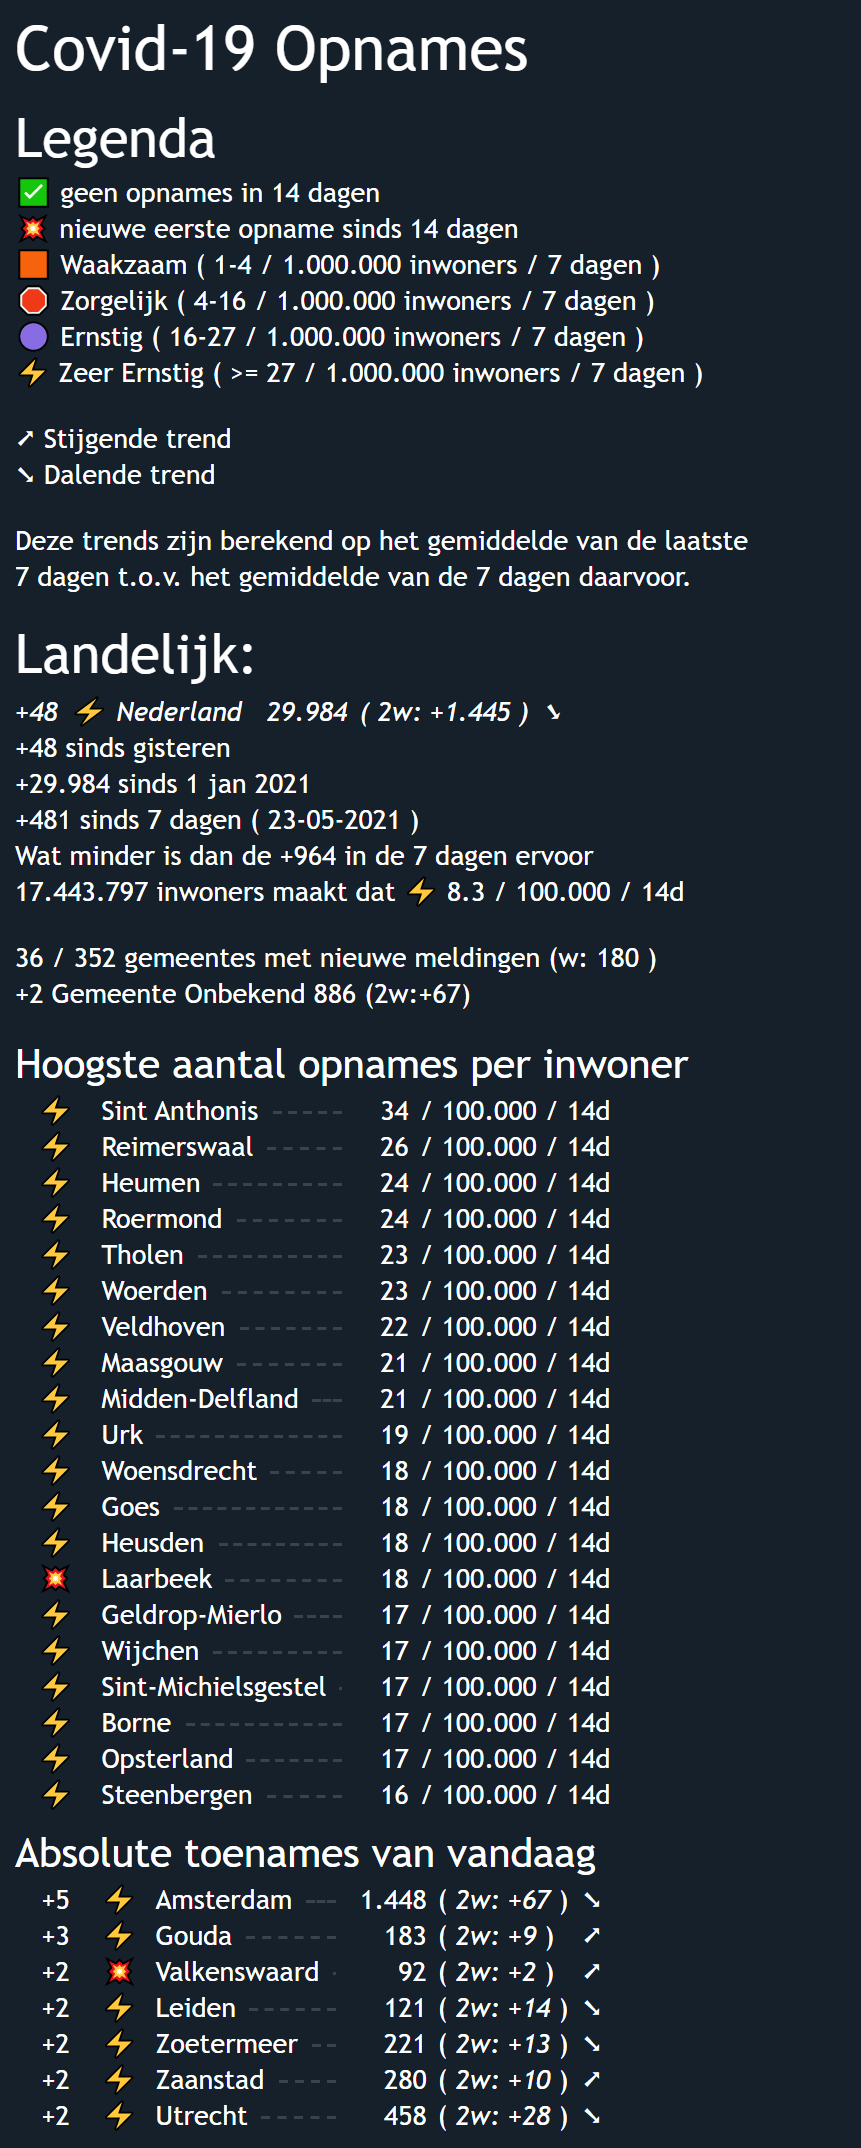 Covid-19 Opnames
Legenda
✅ geen opnames in 14 dagen
💥 nieuwe eerste opname sinds 14 dagen
🟧 Waakzaam ( 1-4 / 1.000.000 inwoners / 7 dagen )
🛑 Zorgelijk ( 4-16 / 1.000.000 inwoners / 7 dagen )
🟣 Ernstig ( 16-27 / 1.000.000 inwoners / 7 dagen )
⚡ Zeer Ernstig ( >= 27 / 1.000.000 inwoners / 7 dagen )
➚ Stijgende trend
➘ Dalende trend
Deze trends zijn berekend op het gemiddelde van de laatste
7 dagen t.o.v. het gemiddelde van de 7 dagen daarvoor.
Landelijk:
+48 ⚡ Nederland 29.984 ( 2w: +1.445 ) ➘
+48 sinds gisteren
+29.984 sinds 1 jan 2021
+481 sinds 7 dagen ( 23-05-2021 )
Wat minder is dan de +964 in de 7 dagen ervoor
17.443.797 inwoners maakt dat ⚡ 8.3 / 100.000 / 14d
36 / 352 gemeentes met nieuwe meldingen (w: 180 )
+2 Gemeente Onbekend 886 (2w:+67)
Hoogste aantal opnames per inwoner
⚡ Sint Anthonis ----- 34 / 100.000 / 14d
⚡ Reimerswaal ------ 26 / 100.000 / 14d
⚡ Heumen --------- 24 / 100.000 / 14d
⚡ Roermond ------- 24 / 100.000 / 14d
⚡ Tholen ---------- 23 / 100.000 / 14d
⚡ Woerden -------- 23 / 100.000 / 14d
⚡ Veldhoven ------- 22 / 100.000 / 14d
⚡ Maasgouw ------- 21 / 100.000 / 14d
⚡ Midden-Delfland --- 21 / 100.000 / 14d
⚡ Urk ------------- 19 / 100.000 / 14d
⚡ Woensdrecht ----- 18 / 100.000 / 14d
⚡ Goes ------------ 18 / 100.000 / 14d
⚡ Heusden --------- 18 / 100.000 / 14d
💥 Laarbeek -------- 18 / 100.000 / 14d
⚡ Geldrop-Mierlo ---- 17 / 100.000 / 14d
⚡ Wijchen --------- 17 / 100.000 / 14d
⚡ Sint-Michielsgestel - 17 / 100.000 / 14d
⚡ Borne ----------- 17 / 100.000 / 14d
⚡ Opsterland ------- 17 / 100.000 / 14d
⚡ Steenbergen ----- 16 / 100.000 / 14d
Absolute toenames van vandaag
+5 ⚡ Amsterdam --- 1.448 ( 2w: +67 ) ➘
+3 ⚡ Gouda ------ 183 ( 2w: +9 ) ➚
+2 💥 Valkenswaard - 92 ( 2w: +2 ) ➚
+2 ⚡ Leiden ------ 121 ( 2w: +14 ) ➘
+2 ⚡ Zoetermeer -- 221 ( 2w: +13 ) ➘
+2 ⚡ Zaanstad ---- 280 ( 2w: +10 ) ➚
+2 ⚡ Utrecht ----- 458 ( 2w: +28 ) ➘